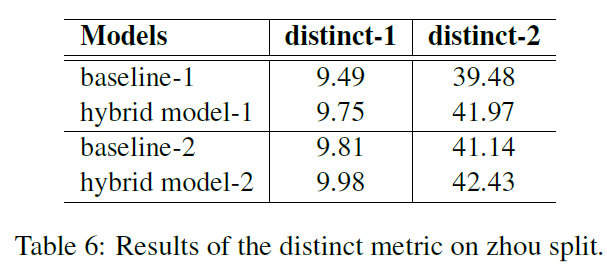 Models distinct-1 distinct-2
baseline-1 9.49 39.48
hybrid model-1 9.75 41.97
baseline-2 9.81 41.14
hybrid model-2 9.98 42.43
Table 6: Results of the distinct metric on zhou split.